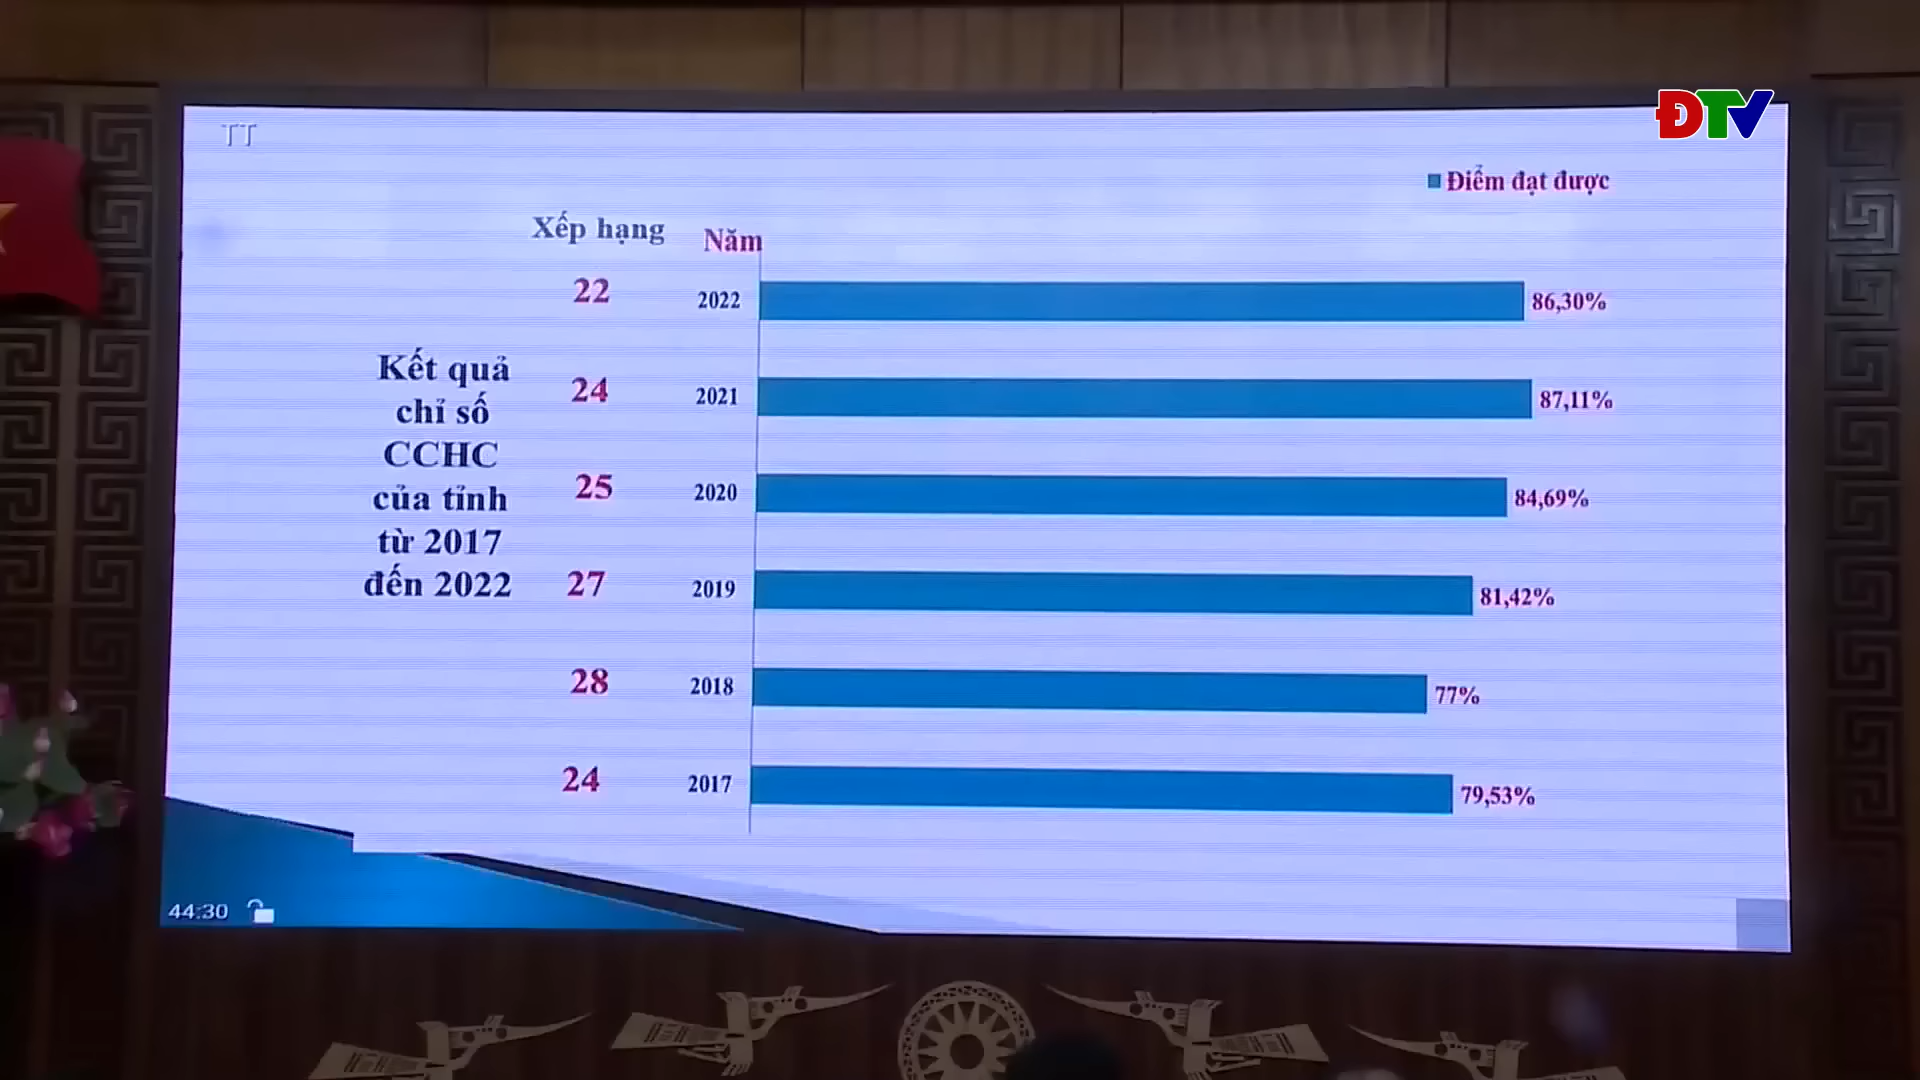 TT
ĐTV
Điểm đạt được
Xếp hạng Năm
22 2022 86,30%
24 2021 87,11%
25 2020 84,69%
27 2019 81,42%
28 2018 77%
24 2017 79,53%
Kết quả
chỉ số
CCHC
của tỉnh
từ 2017
đến 2022
44:30